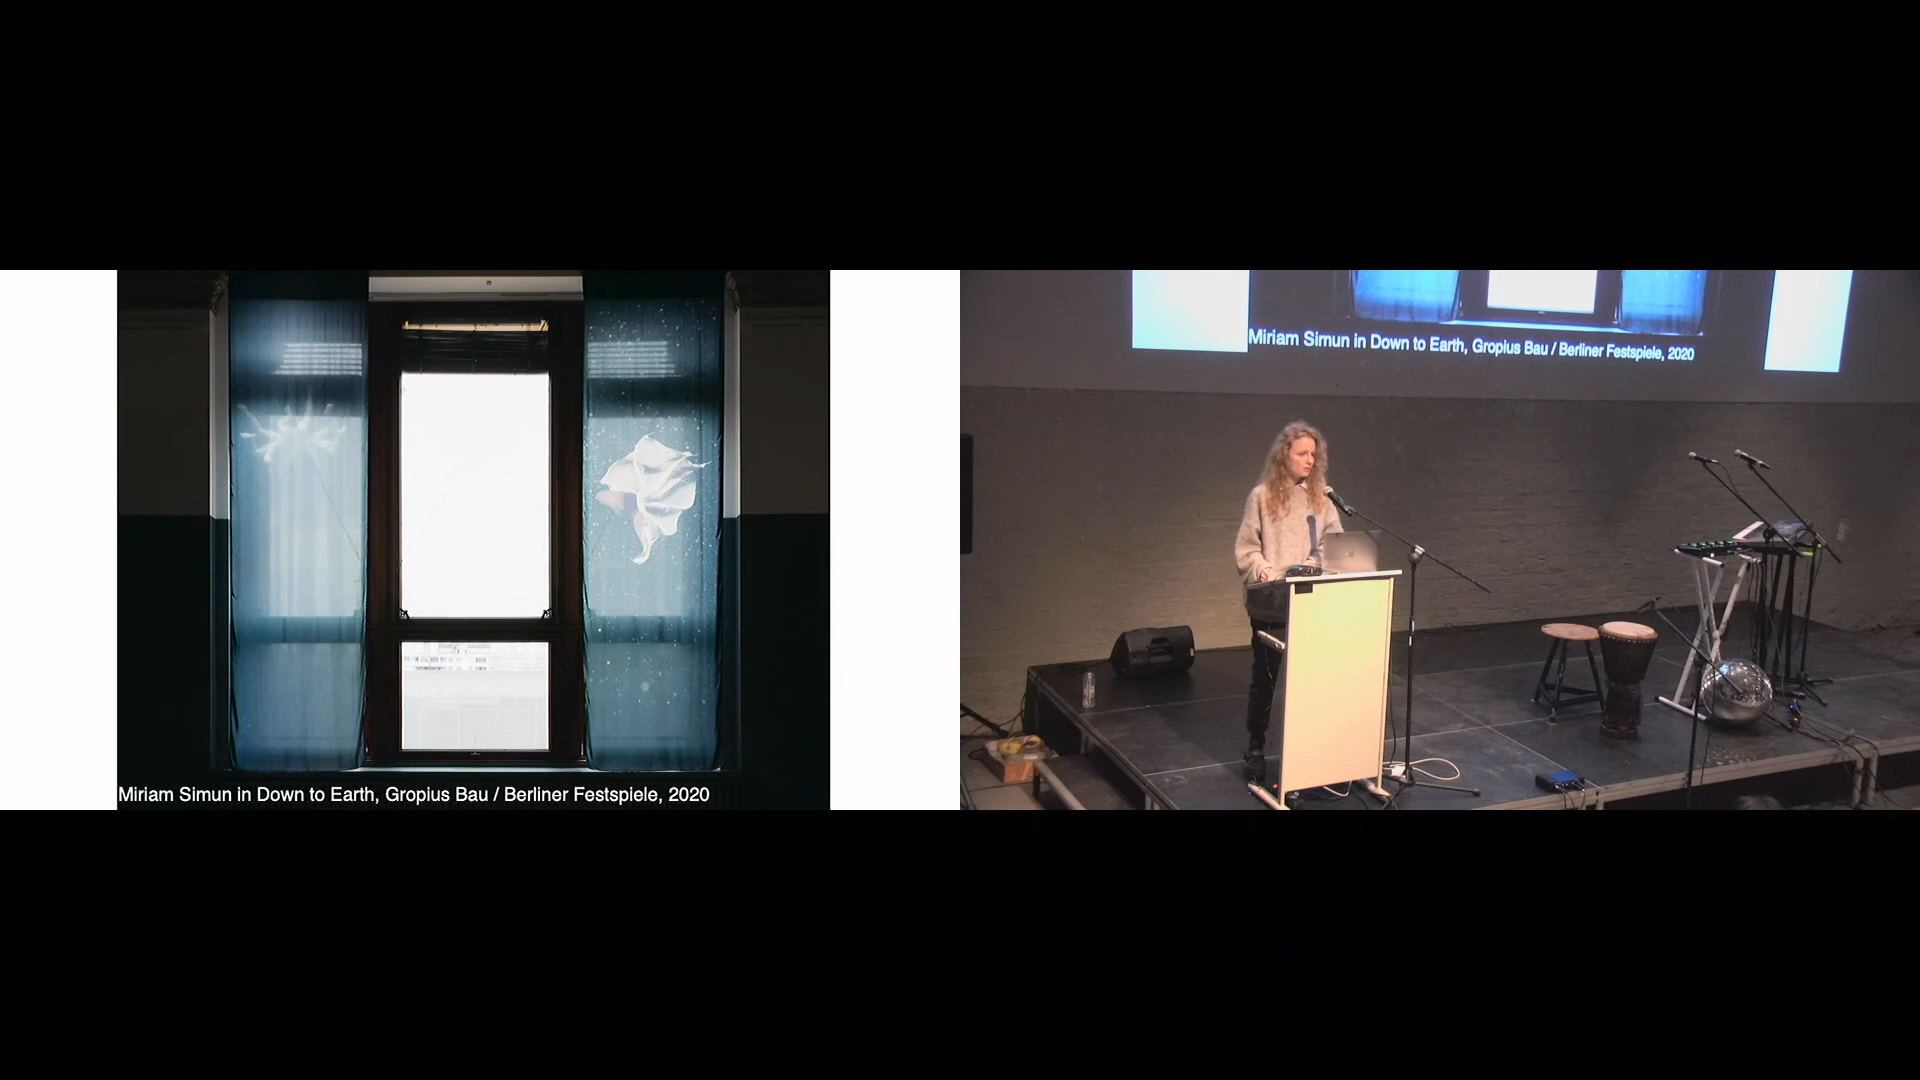 Miriam Simun in Down to Earth, Gropius Bau / Berliner Festspiele, 2020
Miriam Simun in Down to Earth, Gropius Bau / Berliner Festspiele, 2020